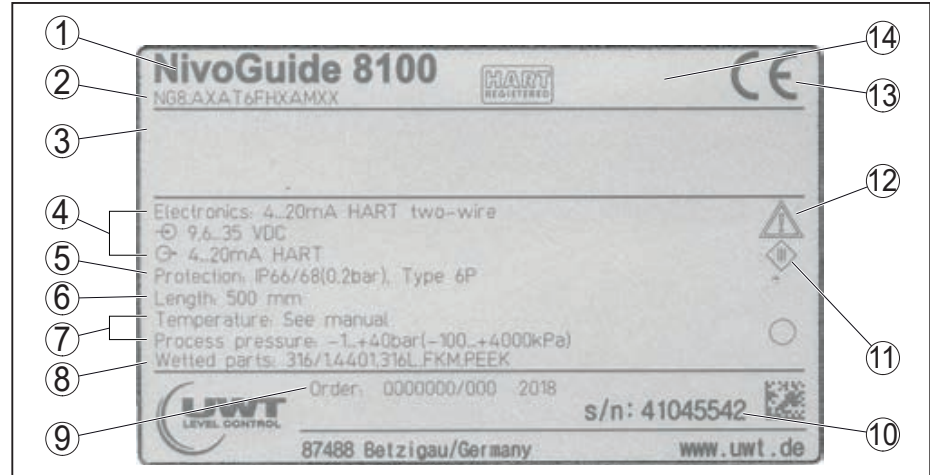 NivoGuide 8100
HART
REGISTERED
CE
NG8.AXAT6FHXAMXX
Electronics: 4...20mA HART two-wire
9,6...35 VDC
4...20mA HART
Protection: IP66/68(0.2bar), Type 6P
Length: 500 mm
Temperature: See manual
Process pressure: -1...+40bar(-100...+4000kPa)
Wetted parts: 316/1.4401,316L,FKM,PEEK
Order: 0000000/000 2018
UWT
LEVEL CONTROL
s/n: 41045542
87488 Betzigau/Germany
www.uwt.de
1
2
3
4
5
6
7
8
9
10
11
12
13
14